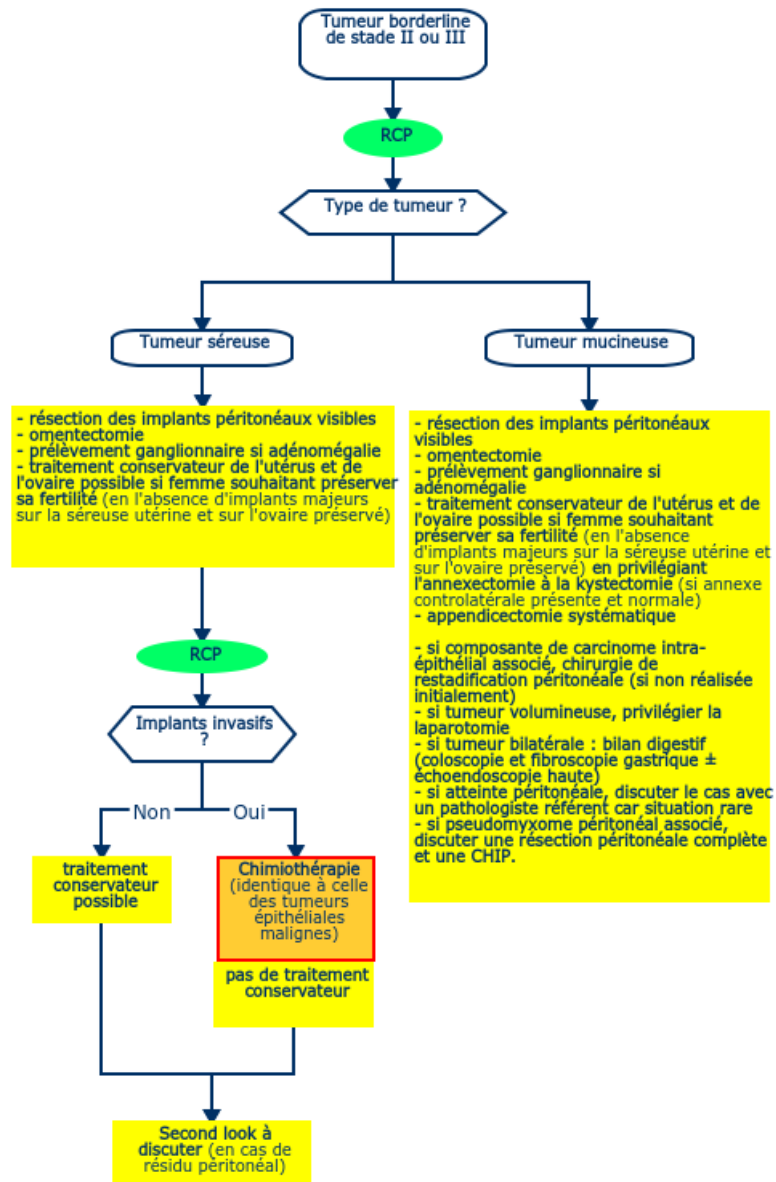 Tumeur borderline
de stade II ou III
RCP
Type de tumeur ?
Tumeur séreuse
Tumeur mucineuse
- résection des implants péritonéaux visibles
- omentectomie
- prélèvement ganglionnaire si adénomégalie
- traitement conservateur de l'utérus et de
l'ovaire possible si femme souhaitant préserver
sa fertilité (en l'absence d'implants majeurs
sur la séreuse utérine et sur l'ovaire préservé)
- résection des implants péritonéaux
visibles
- omentectomie
- prélèvement ganglionnaire si
adénomégalie
- traitement conservateur de l'utérus et de
l'ovaire possible si femme souhaitant
préserver sa fertilité (en l'absence
d'implants majeurs sur la séreuse utérine et
sur l'ovaire préservé) en privilégiant
l'annexectomie à la kystectomie (si annexe
controlatérale présente et normale)
- appendicectomie systématique
- si composante de carcinome intra-
épithélial associé, chirurgie de
restadification péritonéale (si non réalisée
initialement)
- si tumeur volumineuse, privilégier la
laparotomie
- si tumeur bilatérale : bilan digestif
(coloscopie et fibroscopie gastrique ±
échoendoscopie haute)
- si atteinte péritonéale, discuter le cas avec
un pathologiste référent car situation rare
- si pseudomyxome péritonéal associé,
discuter une résection péritonéale complète
et une CHIP.
RCP
Implants invasifs
?
Non
Oui
traitement
conservateur
possible
Chimiothérapie
(identique à celle
des tumeurs
épithéliales
malignes)
pas de traitement
conservateur
Second look à
discuter (en cas de
résidu péritonéal)